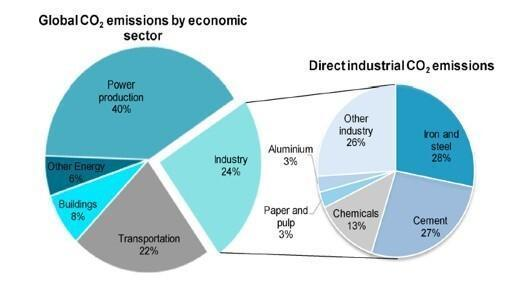 Global CO₂ emissions by economic
sector
Power
production
40%
Industry
24%
Transportation
22%
Buildings
8%
Other Energy
6%
Direct industrial CO₂ emissions
Iron and
steel
28%
Cement
27%
Chemicals
13%
Paper and
pulp
3%
Aluminium
3%
Other
industry
26%